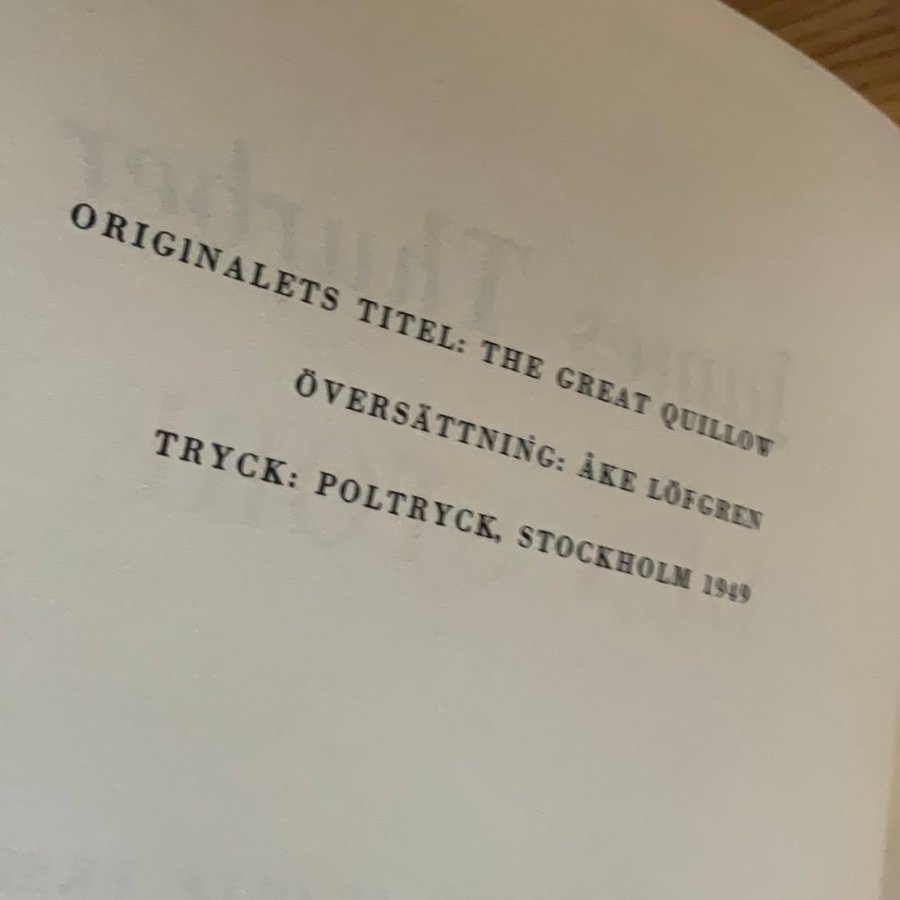 ORIGINALETS TITEL: THE GREAT QUILLOW
ÖVERSÄTTNING: ÅKE LÖFGREN
TRYCK: POLTRYCK, STOCKHOLM 1949